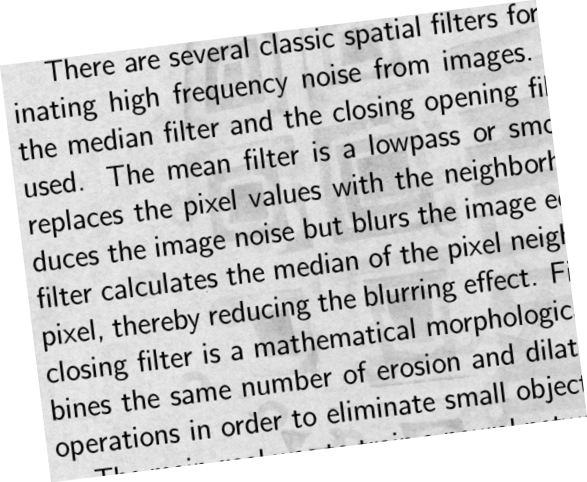 There are several classic spatial filters for
inating high frequency noise from images.
the median filter and the closing opening fil
used. The mean filter is a lowpass or smo
replaces the pixel values with the neighborh
duces the image noise but blurs the image e
filter calculates the median of the pixel neigh
pixel, thereby reducing the blurring effect. Fi
closing filter is a mathematical morphologic
bines the same number of erosion and dilat
operations in order to eliminate small object